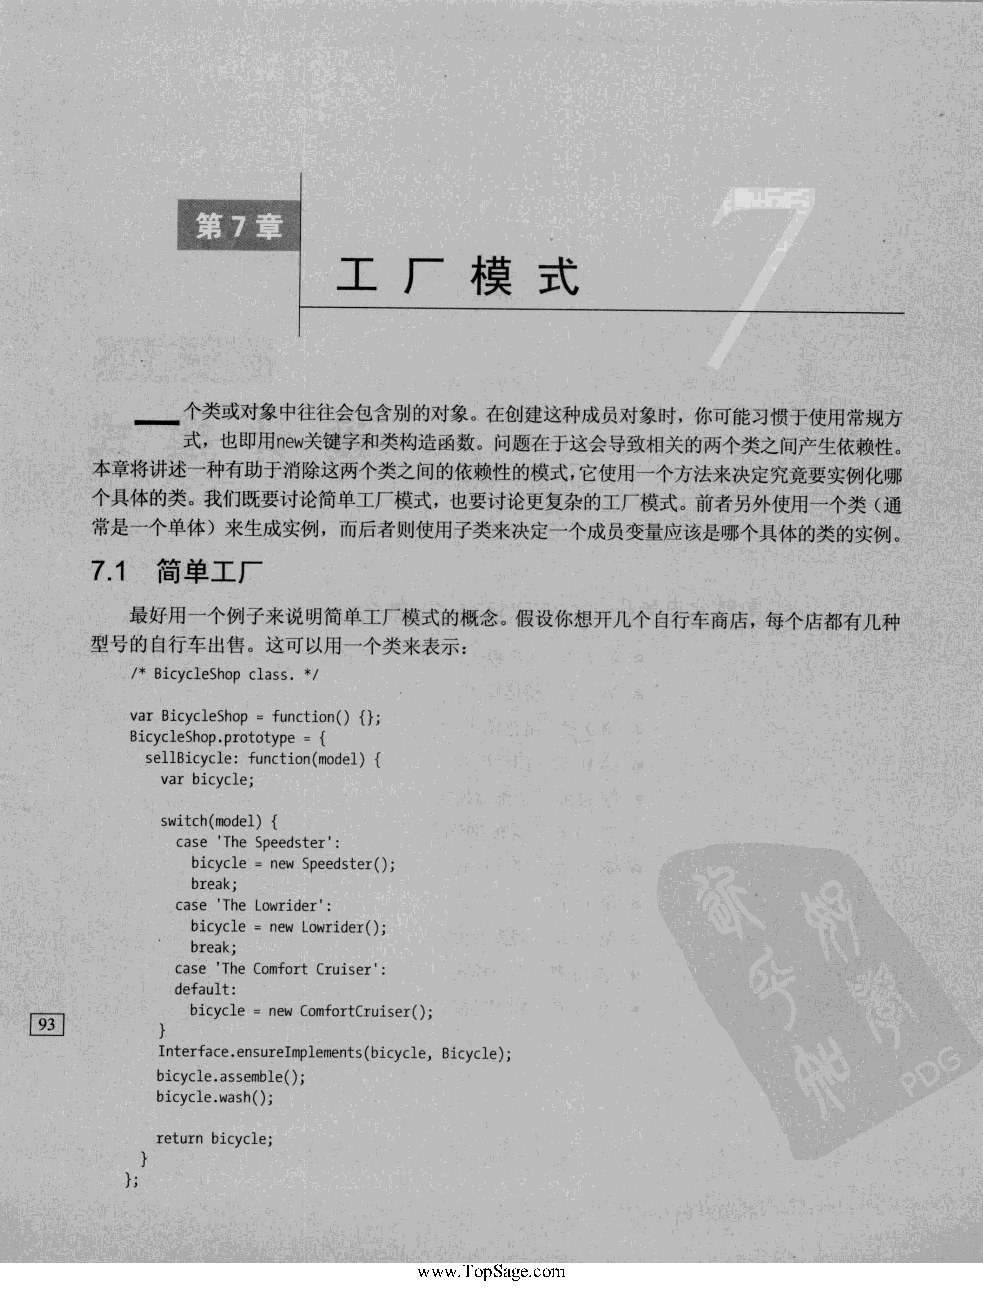 第7章
7
工厂模式
一个类或对象中往往会包含别的对象。在创建这种成员对象时，你可能习惯于使用常规方
式，也即用new关键字和类构造函数。问题在于这会导致相关的两个类之间产生依赖性。
本章将讲述一种有助于消除这两个类之间的依赖性的模式，它使用一个方法来决定究竟要实例化哪
个具体的类。我们既要讨论简单工厂模式，也要讨论更复杂的工厂模式。前者另外使用一个类（通
常是一个单体）来生成实例，而后者则使用子类来决定一个成员变量应该是哪个具体的类的实例。
7.1 简单工厂
最好用一个例子来说明简单工厂模式的概念。假设你想开几个自行车商店，每个店都有几种
型号的自行车出售。这可以用一个类来表示：
/* BicycleShop class. */
var BicycleShop = function() {};
BicycleShop.prototype = {
sellBicycle: function(model) {
var bicycle;
switch(model) {
case 'The Speedster':
bicycle = new Speedster();
break;
case 'The Lowrider':
bicycle = new Lowrider();
break;
case 'The Comfort Cruiser':
default:
bicycle = new ComfortCruiser();
93
}
Interface.ensureImplements(bicycle, Bicycle);
bicycle.assemble();
bicycle.wash();
return bicycle;
}
};
PDG
www.TopSage.com